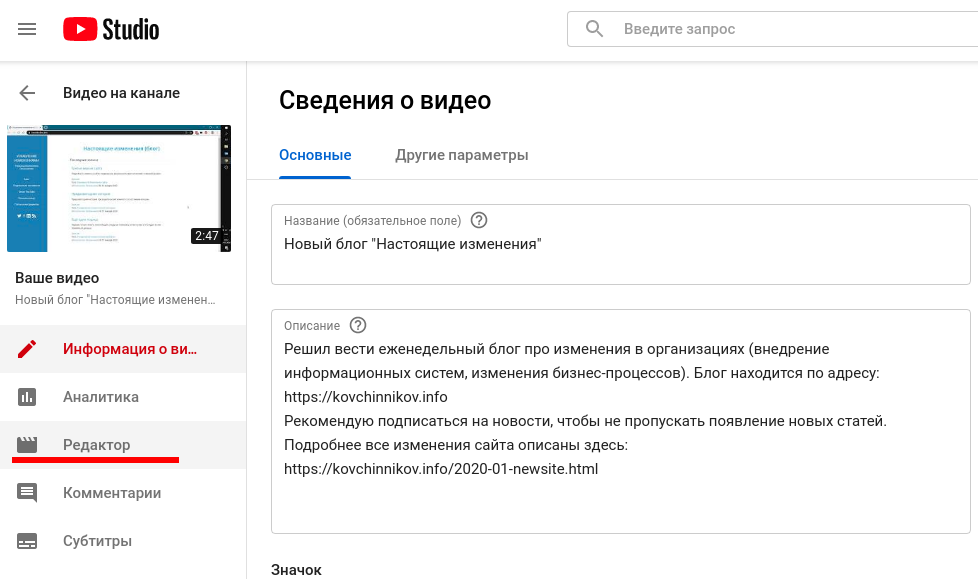 Studio
Введите запрос
Видео на канале
2:47
Ваше видео
Новый блог "Настоящие изменен…
Информация о ви…
Аналитика
Редактор
Комментарии
Субтитры
Сведения о видео
Основные
Другие параметры
Название (обязательное поле)
Новый блог "Настоящие изменения"
Описание
Решил вести еженедельный блог про изменения в организациях (внедрение
информационных систем, изменения бизнес-процессов). Блог находится по адресу:
https://kovchinnikov.info
Рекомендую подписаться на новости, чтобы не пропускать появление новых статей.
Подробнее все изменения сайта описаны здесь:
https://kovchinnikov.info/2020-01-newsite.html
Значок